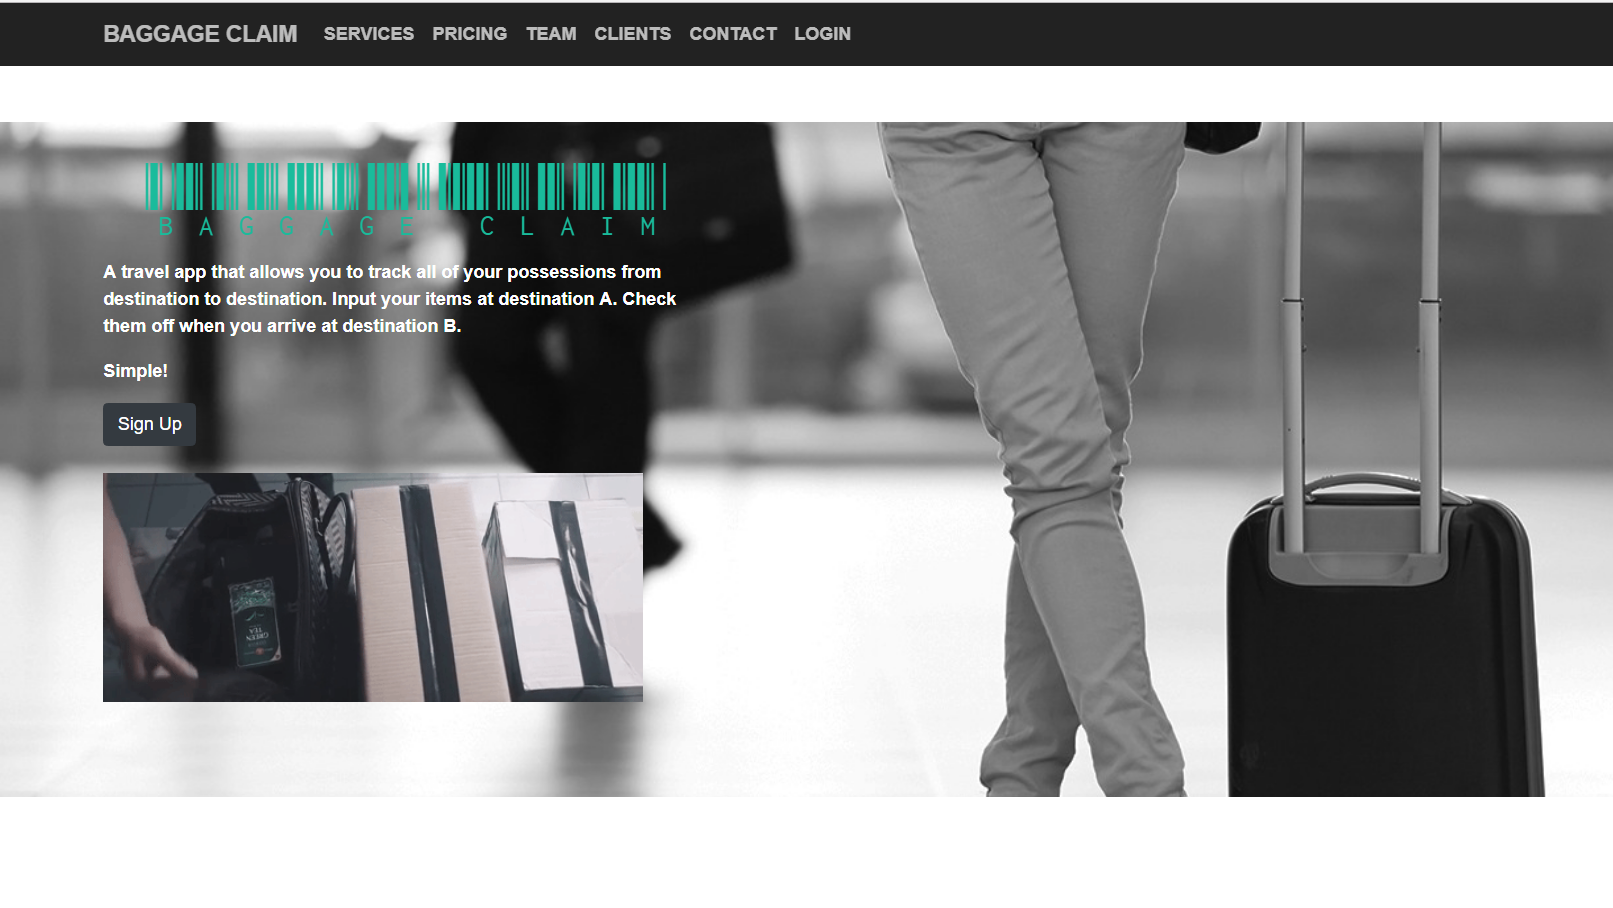 BAGGAGE CLAIM SERVICES PRICING TEAM CLIENTS CONTACT LOGIN
BAGGAGE CLAIM
A travel app that allows you to track all of your possessions from
destination to destination. Input your items at destination A. Check
them off when you arrive at destination B.
Simple!
Sign Up
GREEN
TEA